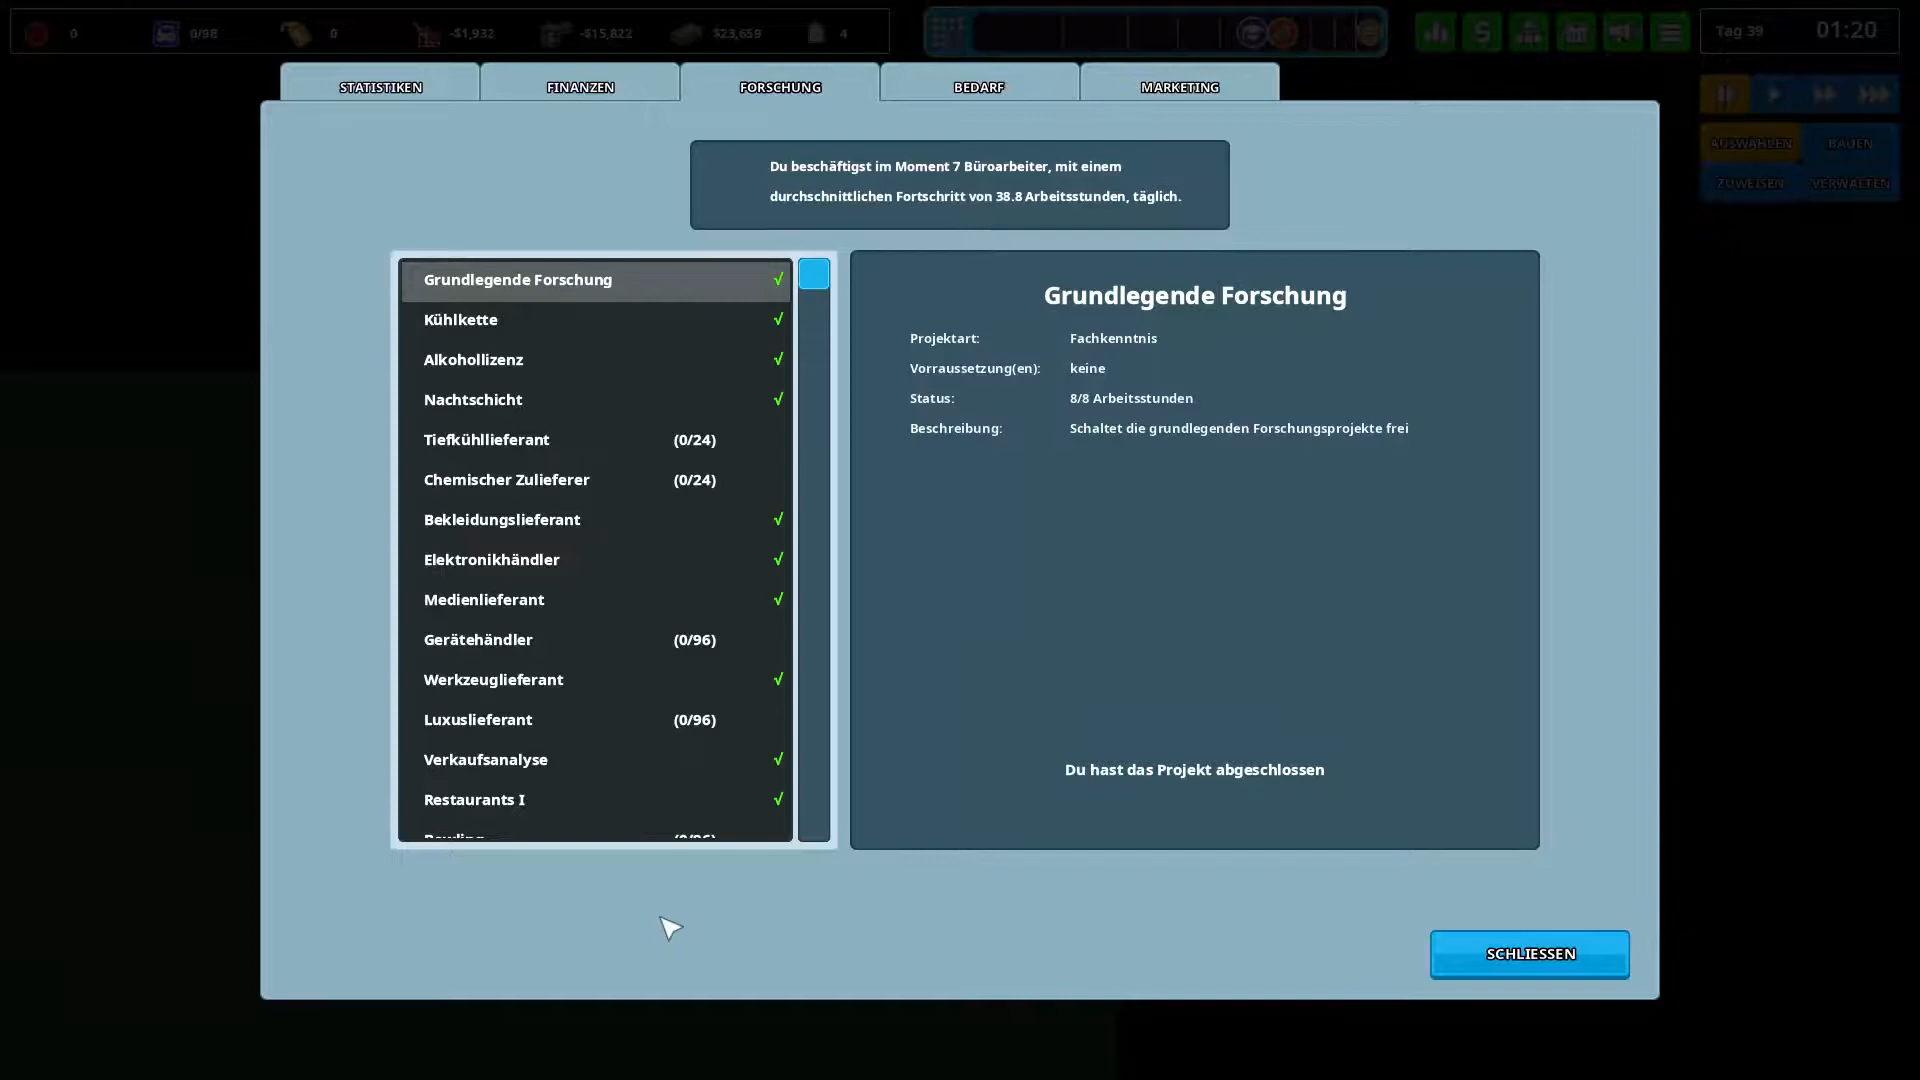 0 0/98 0 -$1,932 -$15,822 $23,659 4 Tag 39 01:20
STATISTIKEN FINANZEN FORSCHUNG BEDARF MARKETING
AUSWÄHLEN BAUEN
ZUWEISEN VERWALTEN
Du beschäftigst im Moment 7 Büroarbeiter, mit einem
durchschnittlichen Fortschritt von 38.8 Arbeitsstunden, täglich.
Grundlegende Forschung √
Kühlkette √
Alkohollizenz √
Nachtschicht √
Tiefkühllieferant (0/24)
Chemischer Zulieferer (0/24)
Bekleidungslieferant √
Elektronikhändler √
Medienlieferant √
Gerätehändler (0/96)
Werkzeuglieferant √
Luxuslieferant (0/96)
Verkaufsanalyse √
Restaurants I √
Bowling (0/96)
Grundlegende Forschung
Projektart: Fachkenntnis
Vorraussetzung(en): keine
Status: 8/8 Arbeitsstunden
Beschreibung: Schaltet die grundlegenden Forschungsprojekte frei
Du hast das Projekt abgeschlossen
SCHLIESSEN